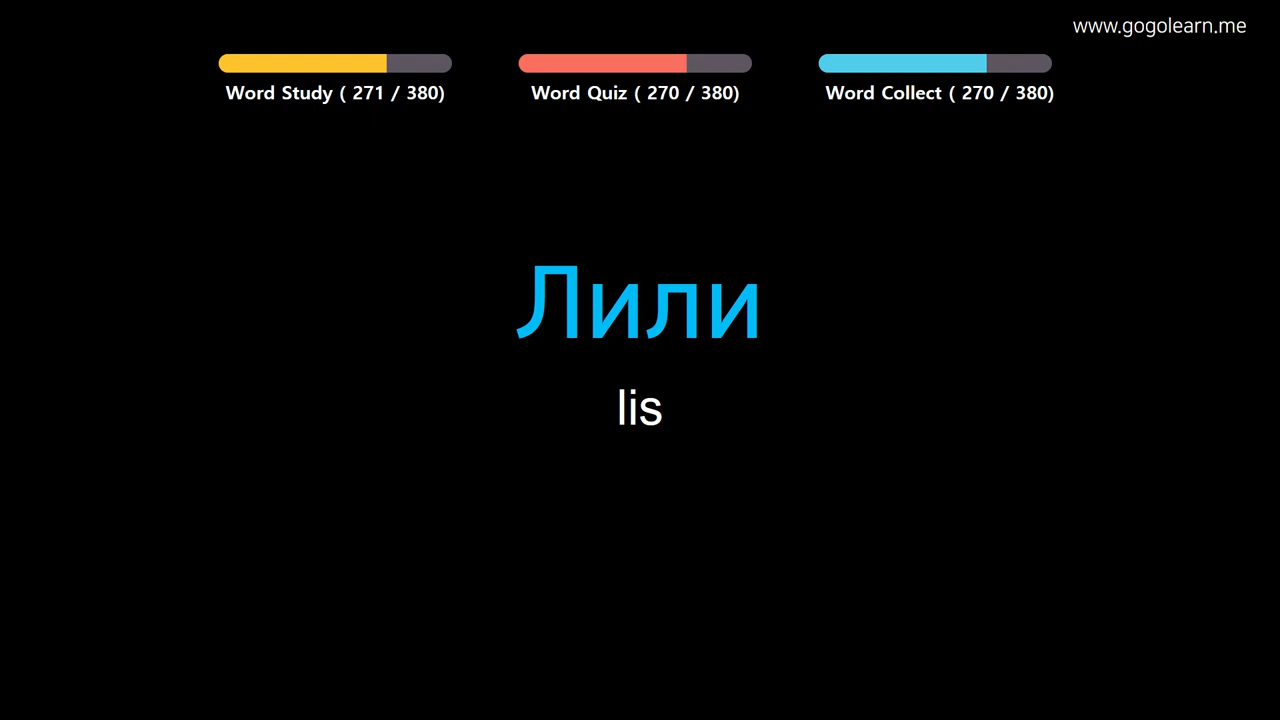 www.gogolearn.me
Word Study ( 271 / 380)
Word Quiz ( 270 / 380)
Word Collect ( 270 / 380)
Лили
lis